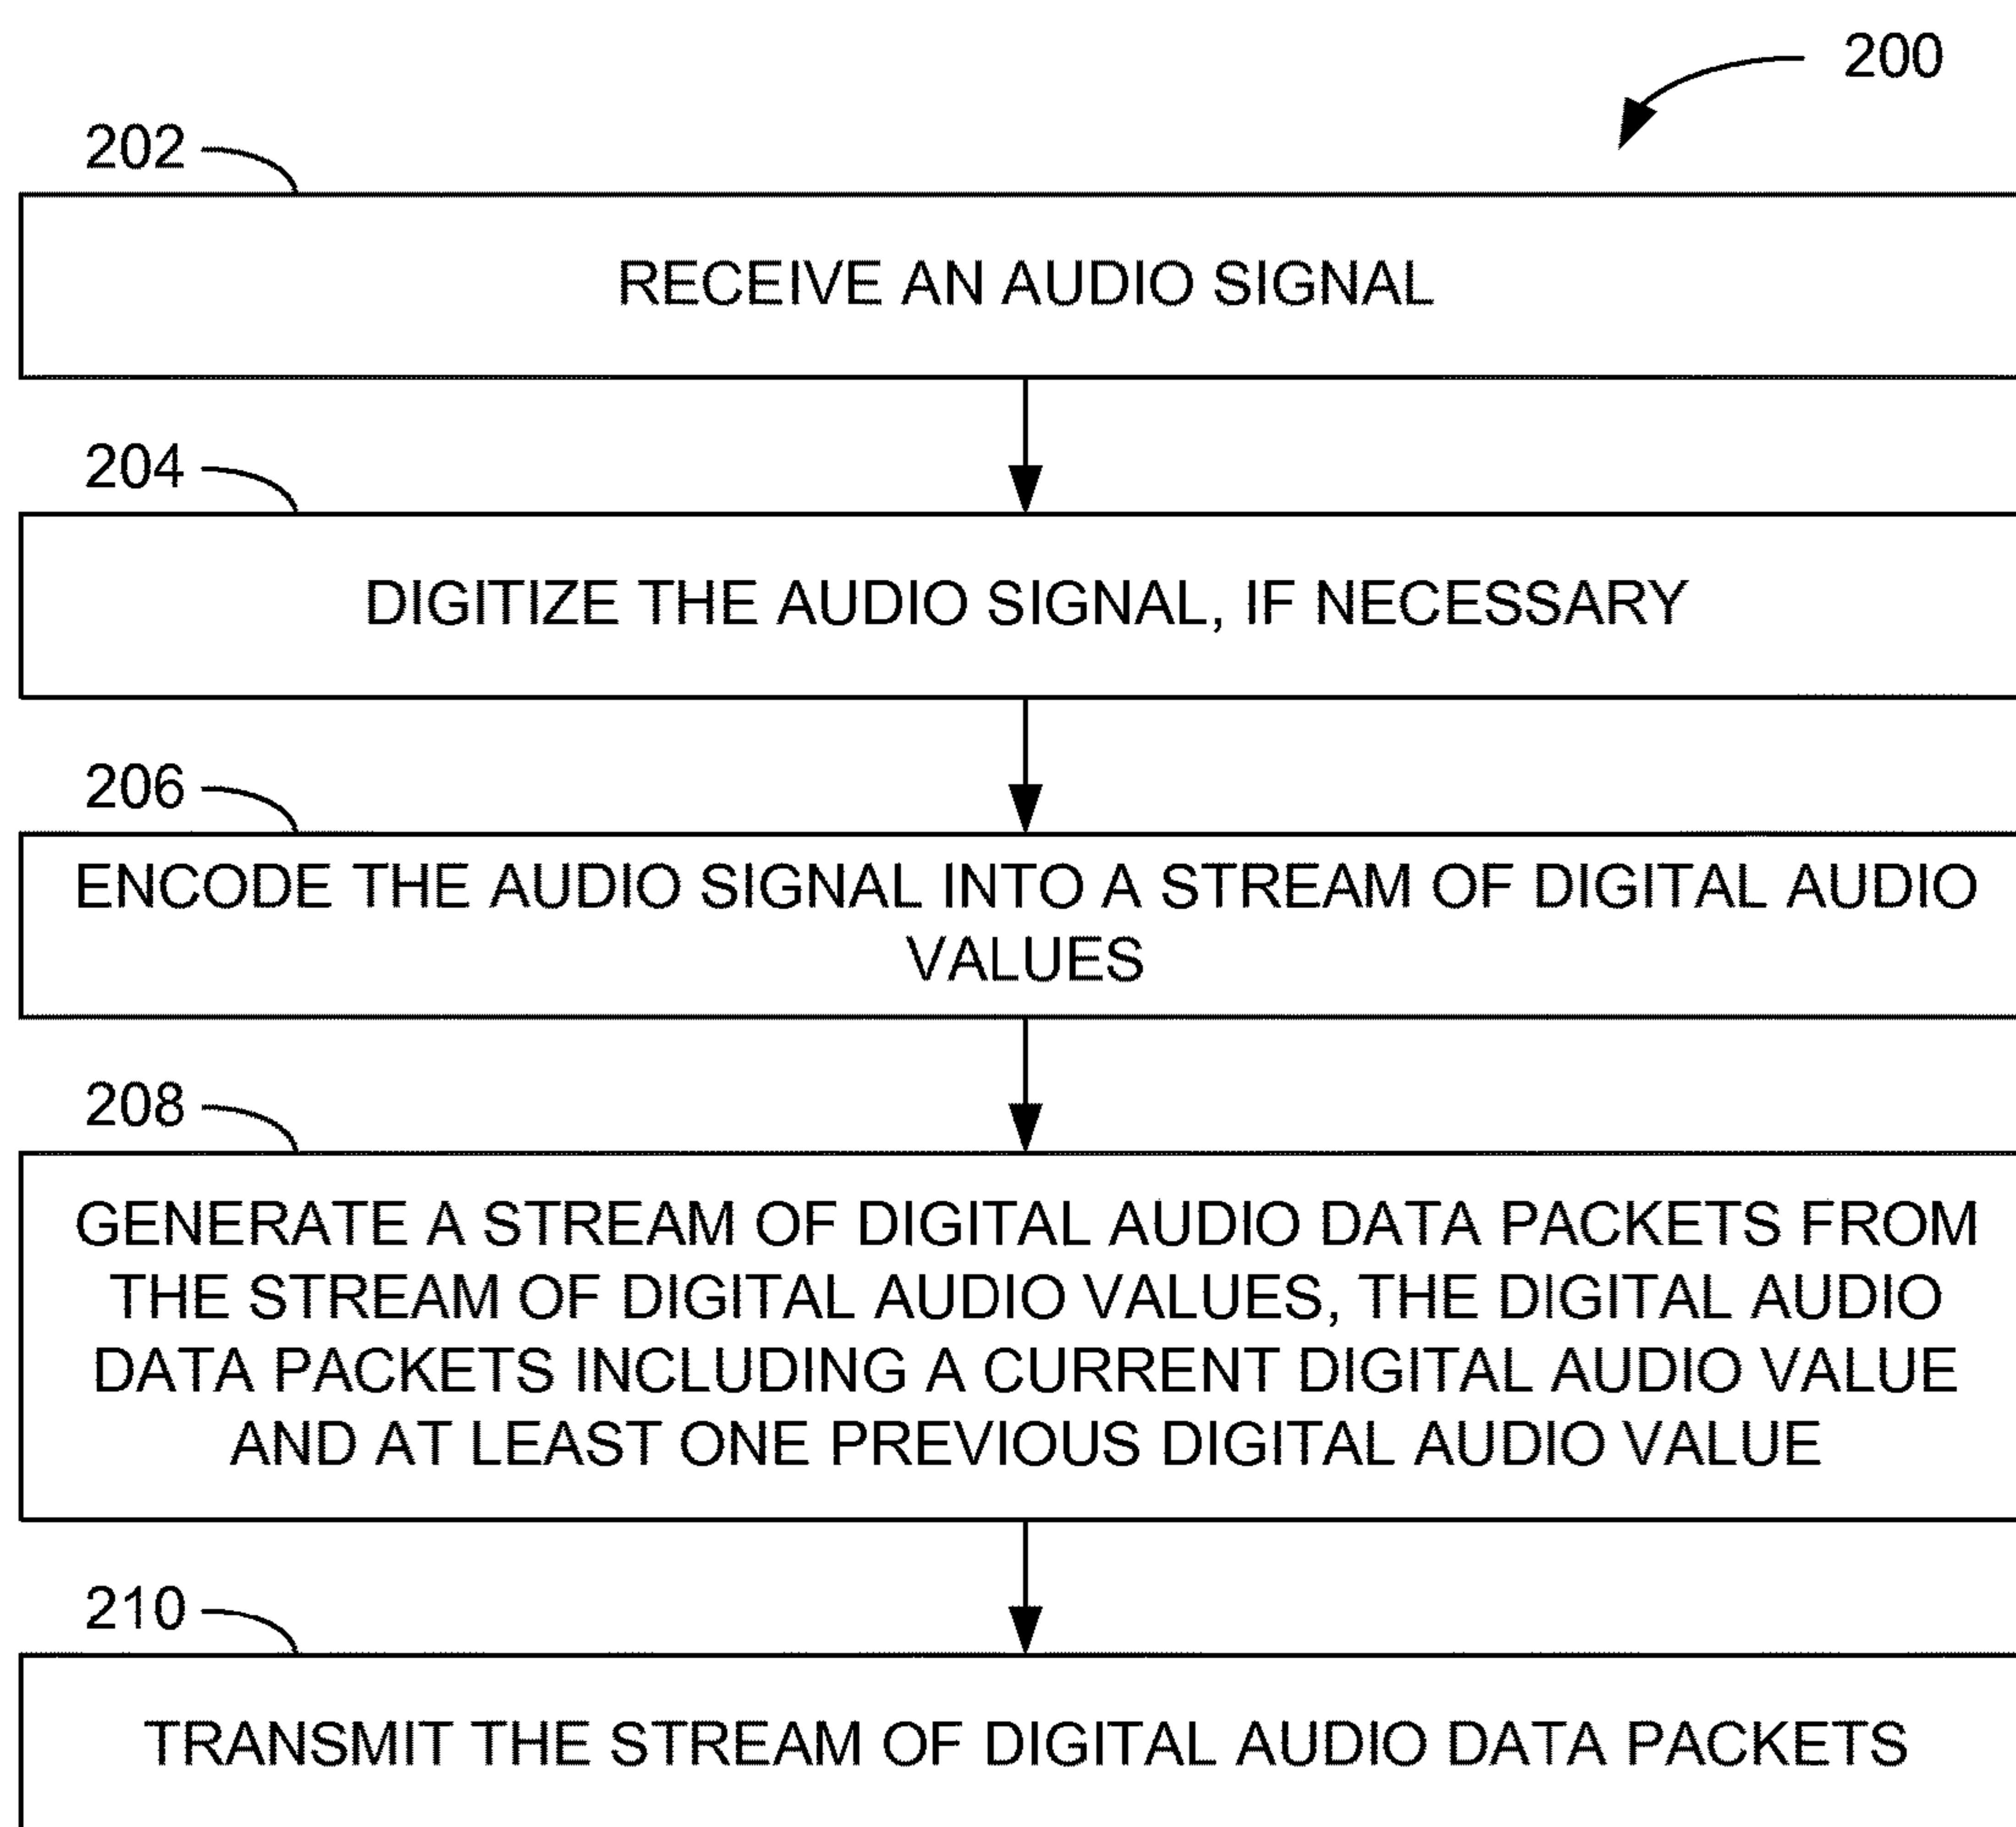 200
202
RECEIVE AN AUDIO SIGNAL
204
DIGITIZE THE AUDIO SIGNAL, IF NECESSARY
206
ENCODE THE AUDIO SIGNAL INTO A STREAM OF DIGITAL AUDIO
VALUES
208
GENERATE A STREAM OF DIGITAL AUDIO DATA PACKETS FROM
THE STREAM OF DIGITAL AUDIO VALUES, THE DIGITAL AUDIO
DATA PACKETS INCLUDING A CURRENT DIGITAL AUDIO VALUE
AND AT LEAST ONE PREVIOUS DIGITAL AUDIO VALUE
210
TRANSMIT THE STREAM OF DIGITAL AUDIO DATA PACKETS